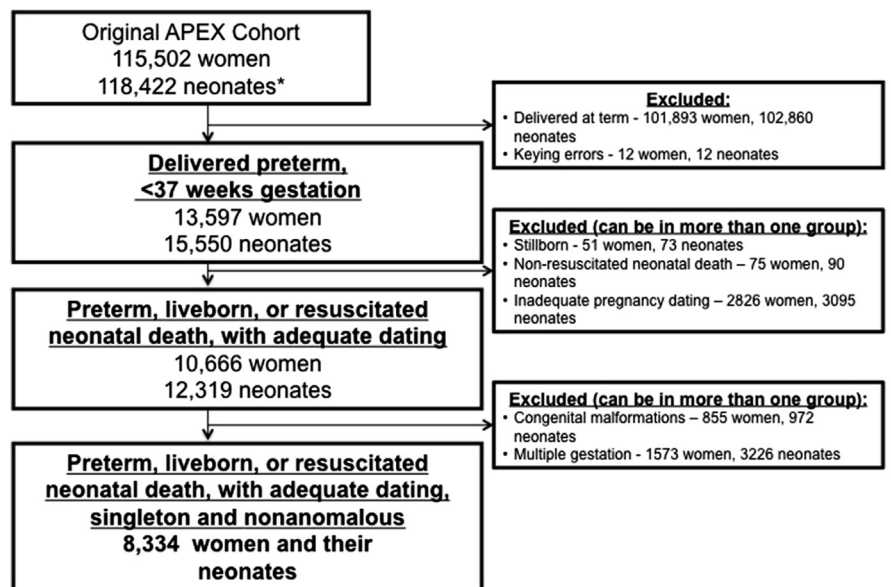 Original APEX Cohort
115,502 women
118,422 neonates*
Excluded:
• Delivered at term - 101,893 women, 102,860
neonates
• Keying errors - 12 women, 12 neonates
Delivered preterm,
<37 weeks gestation
13,597 women
15,550 neonates
Excluded (can be in more than one group):
• Stillborn - 51 women, 73 neonates
• Non-resuscitated neonatal death – 75 women, 90
neonates
• Inadequate pregnancy dating – 2826 women, 3095
neonates
Preterm, liveborn, or resuscitated
neonatal death, with adequate dating
10,666 women
12,319 neonates
Excluded (can be in more than one group):
• Congenital malformations – 855 women, 972
neonates
• Multiple gestation - 1573 women, 3226 neonates
Preterm, liveborn, or resuscitated
neonatal death, with adequate dating,
singleton and nonanomalous
8,334 women and their
neonates